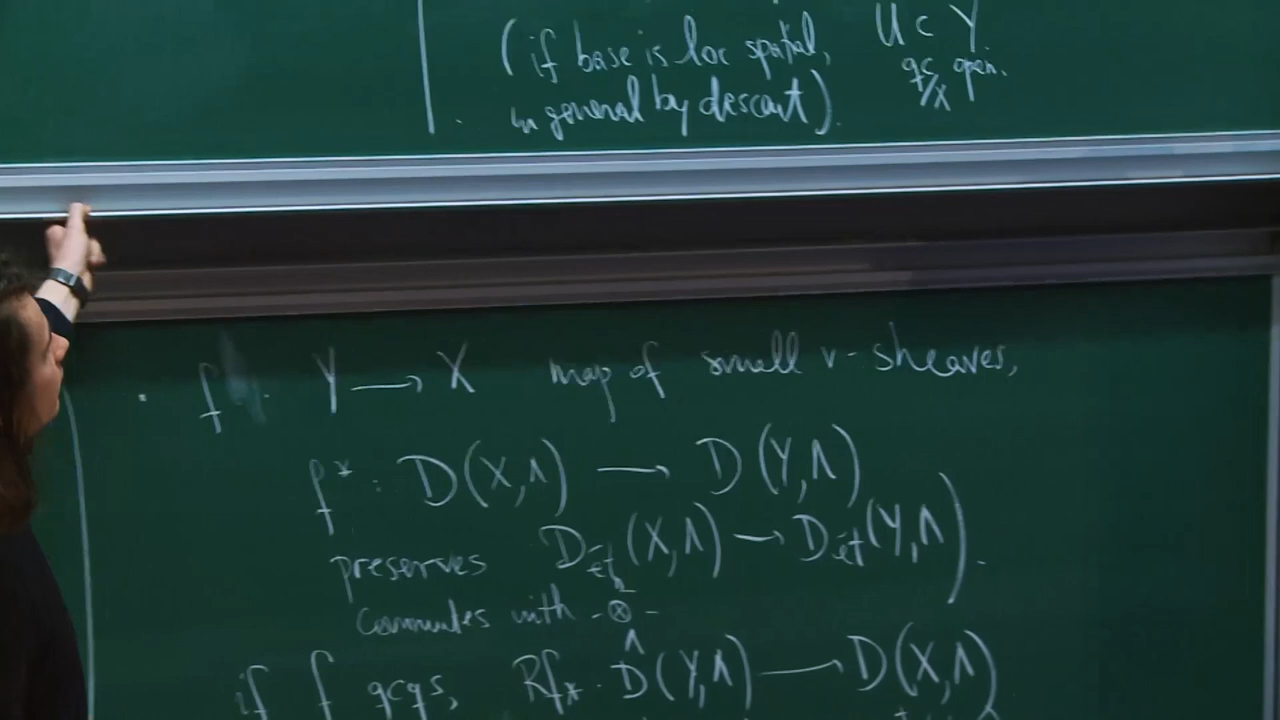 (if base is loc spatial,
in general by descent).
U ⊂ Y
qc/X open.
f : Y → X map of small v-sheaves,
f* : D(X,Λ) → D(Y,Λ)
preserves D_ét(X,Λ) → D_ét(Y,Λ)).
commutes with - ⊗^L_Λ -
if f qcqs, Rf_* : D(Y,Λ) → D(X,Λ)